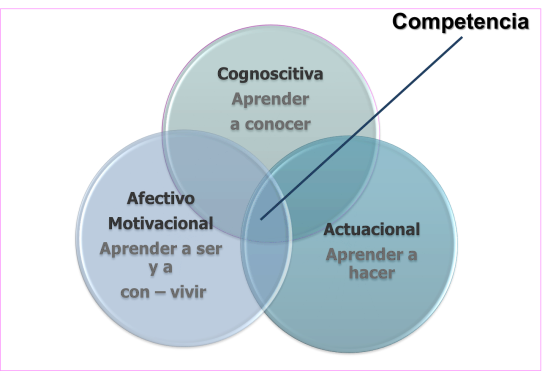 Competencia
Cognoscitiva
Aprender
a conocer
Afectivo
Motivacional
Aprender a ser
y a
con – vivir
Actuacional
Aprender a
hacer